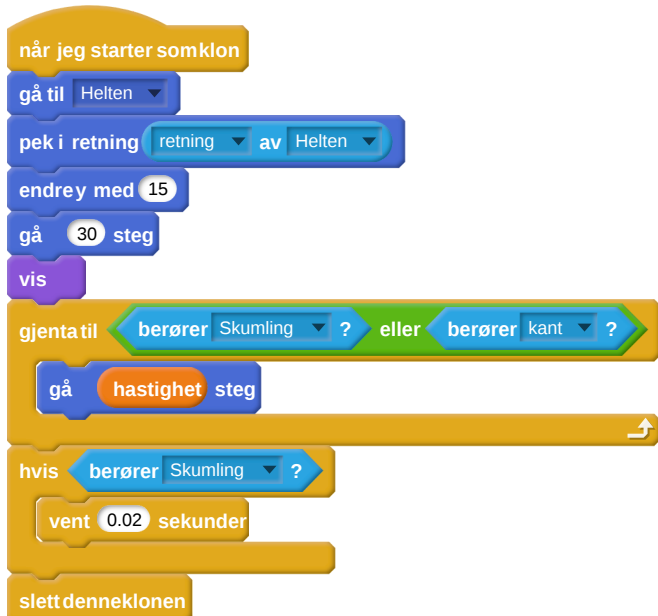 når jeg starter som klon
gå til Helten
pek i retning retning av Helten
endre y med 15
gå 30 steg
vis
gjenta til berører Skumling ? eller berører kant ?
gå hastighet steg
hvis berører Skumling ?
vent 0.02 sekunder
slett denne klonen